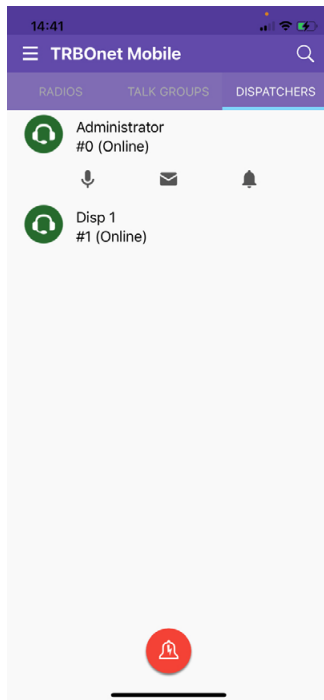 14:41
TRBOnet Mobile
RADIOS
TALK GROUPS
DISPATCHERS
Administrator
#0 (Online)
Disp 1
#1 (Online)